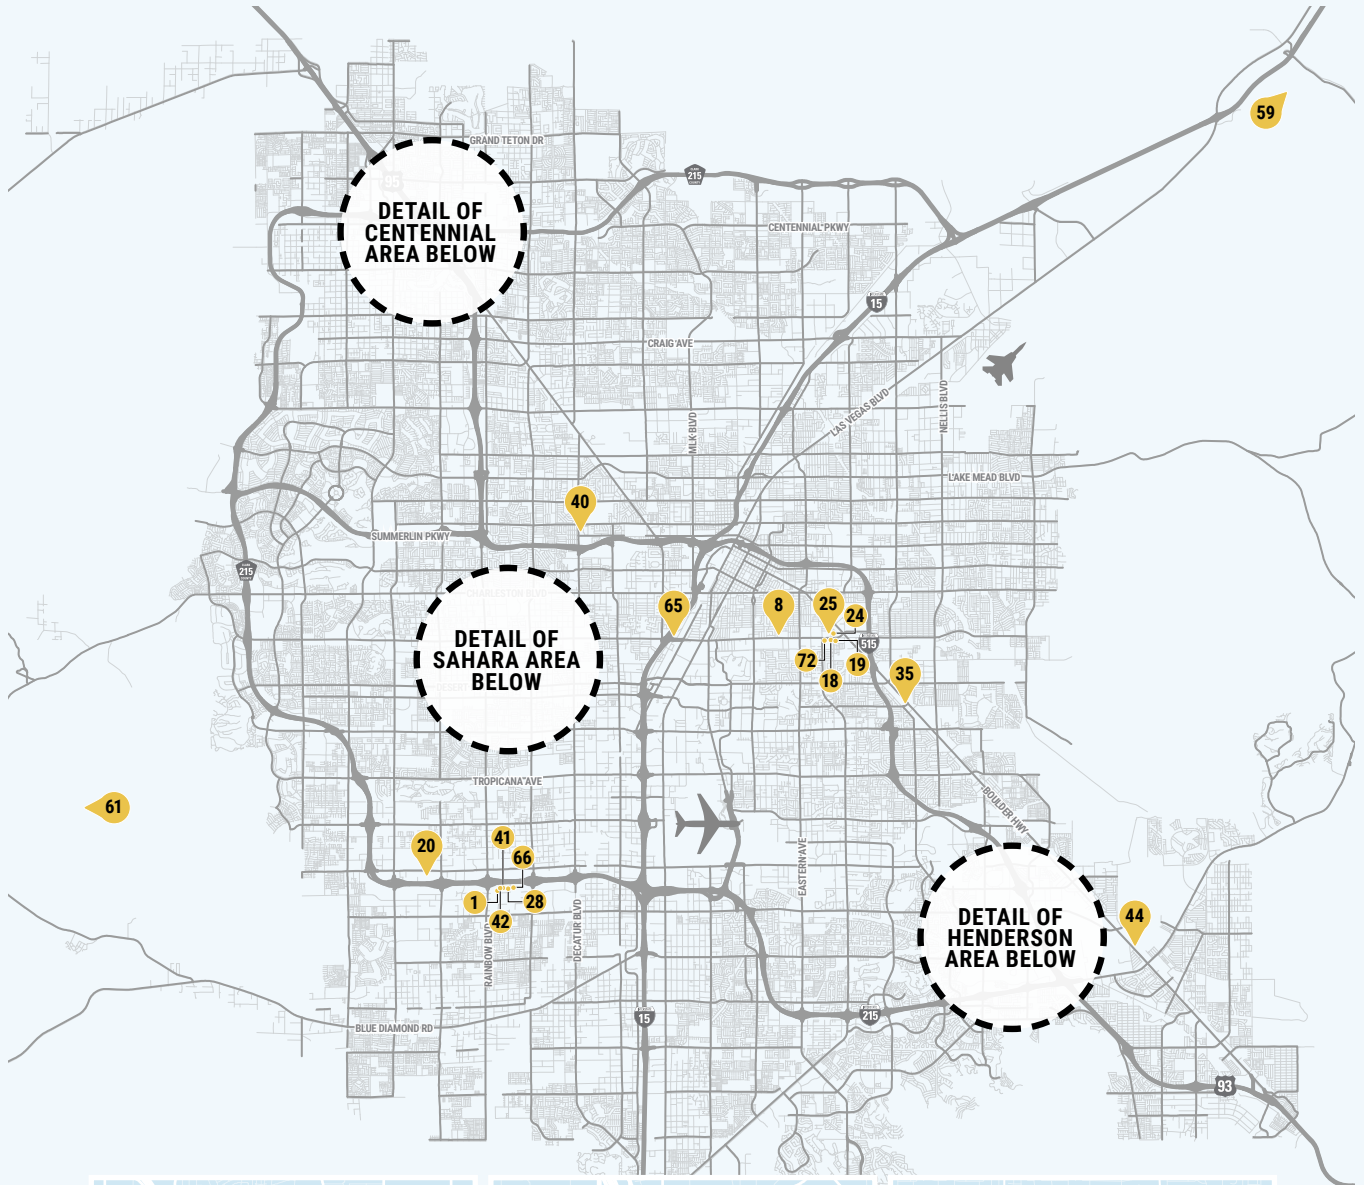 59
GRAND TETON DR
215
95
DETAIL OF
CENTENNIAL
AREA BELOW
CENTENNIAL PKWY
15
CRAIG AVE
LAS VEGAS BLVD
NELLIS BLVD
MLK BLVD
LAKE MEAD BLVD
40
SUMMERLIN PKWY
215
CHARLESTON BLVD
65
8
25
24
DETAIL OF
SAHARA AREA
BELOW
515
72
19
18
35
TROPICANA AVE
61
BOULDER HWY
41
20
66
EASTERN AVE
1
28
42
RAINBOW BLVD
DECATUR BLVD
DETAIL OF
HENDERSON
AREA BELOW
44
15
215
BLUE DIAMOND RD
93